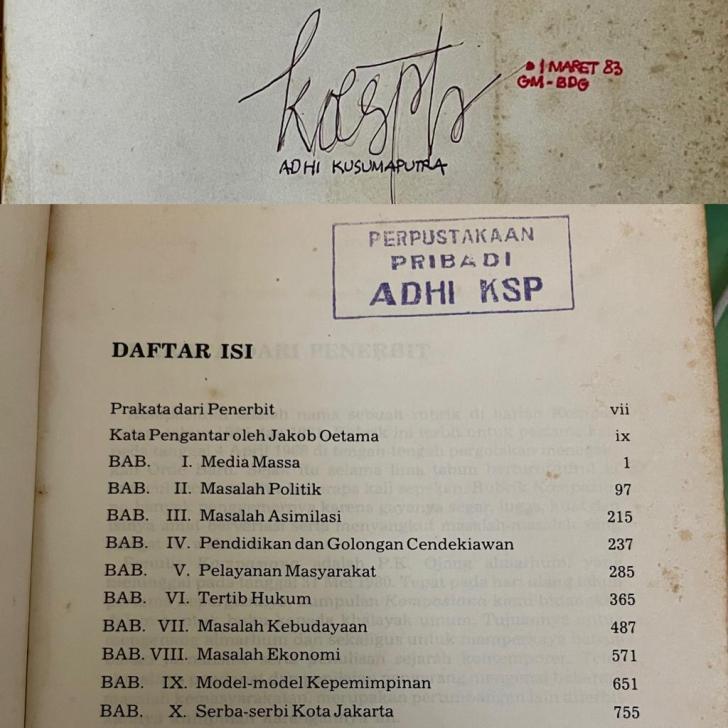 1 MARET 83
GM-BDG
ADHI KUSUMAPUTRA
PERPUSTAKAAN
PRIBADI
ADHI KSP
DAFTAR ISI
Prakata dari Penerbit vii
Kata Pengantar oleh Jakob Oetama ix
BAB. I. Media Massa 1
BAB. II. Masalah Politik 97
BAB. III. Masalah Asimilasi 215
BAB. IV. Pendidikan dan Golongan Cendekiawan 237
BAB. V. Pelayanan Masyarakat 285
BAB. VI. Tertib Hukum 365
BAB. VII. Masalah Kebudayaan 487
BAB. VIII. Masalah Ekonomi 571
BAB. IX. Model-model Kepemimpinan 651
BAB. X. Serba-serbi Kota Jakarta 755